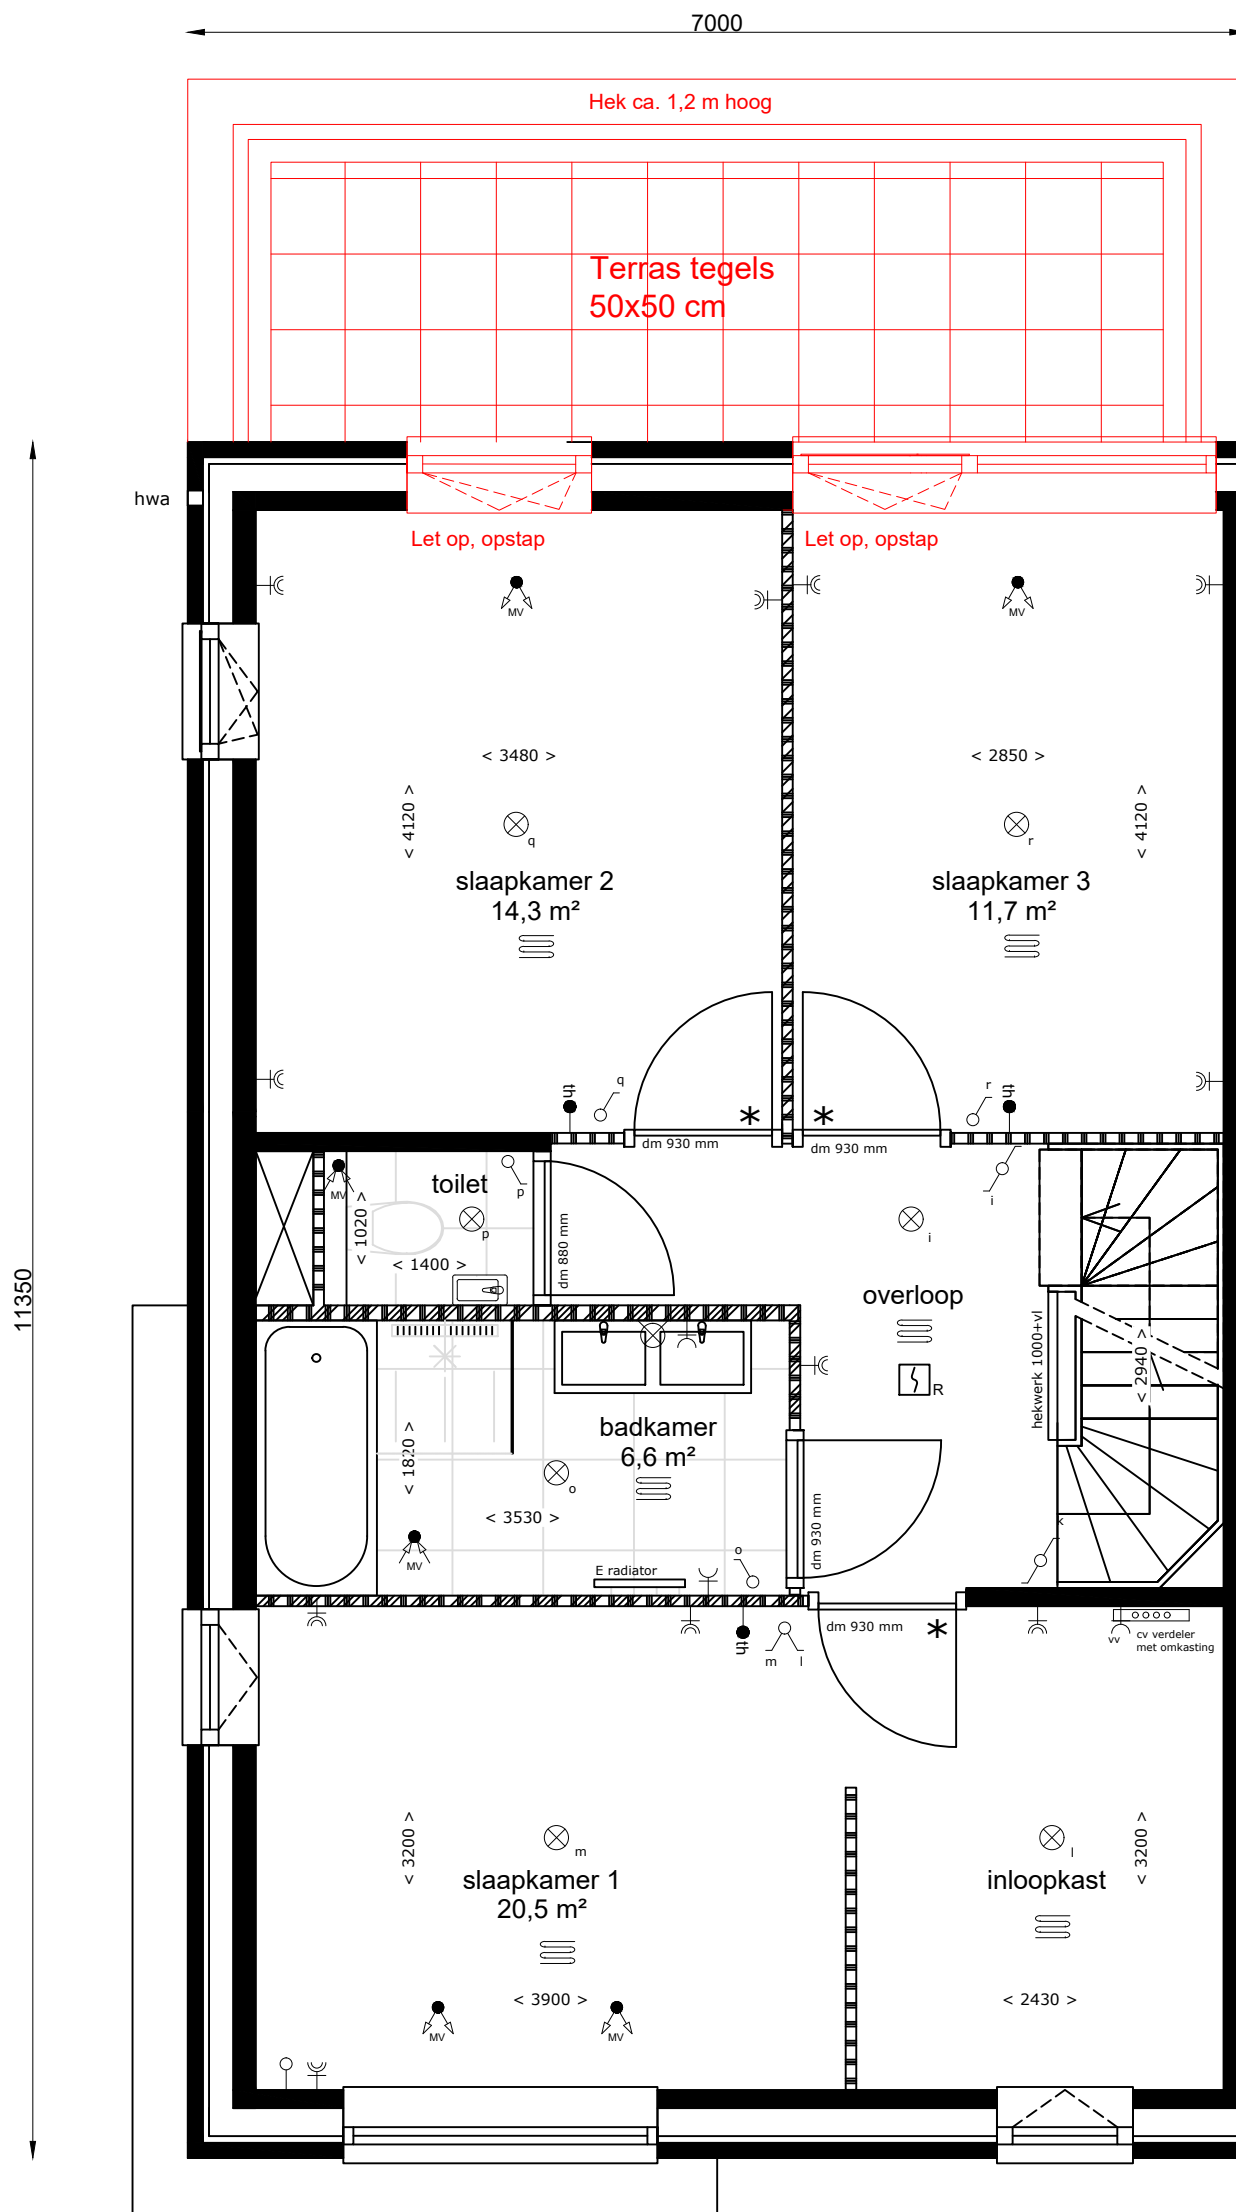 7000
Hek ca. 1,2 m hoog
Terras tegels
50x50 cm
hwa
Let op, opstap
Let op, opstap
MV
MV
< 3480 >
< 2850 >
< 4120 >
< 4120 >
q
r
slaapkamer 2
14,3 m²
slaapkamer 3
11,7 m²
th
q
*
*
r
th
dm 930 mm
dm 930 mm
MV
toilet
p
p
< 1020 >
< 1400 >
dm 880 mm
i
i
overloop
R
hekwerk 1000+vl
< 2940 >
11350
badkamer
6,6 m²
< 1820 >
o
< 3530 >
MV
E radiator
o
dm 930 mm
k
th
m
l
dm 930 mm
*
vv
cv verdeler
met omkasting
< 3200 >
< 3200 >
m
l
slaapkamer 1
20,5 m²
inloopkast
< 3900 >
< 2430 >
MV
MV